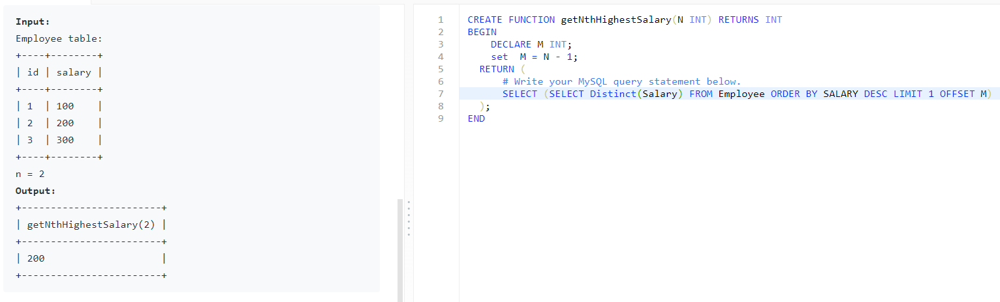 Input:
Employee table:
+----+--------+
| id | salary |
+----+--------+
| 1  | 100    |
| 2  | 200    |
| 3  | 300    |
+----+--------+
n = 2
Output:
+------------------------+
| getNthHighestSalary(2) |
+------------------------+
| 200                    |
+------------------------+
1 CREATE FUNCTION getNthHighestSalary(N INT) RETURNS INT
2 BEGIN
3     DECLARE M INT;
4     set  M = N - 1;
5   RETURN (
6       # Write your MySQL query statement below.
7       SELECT (SELECT Distinct(Salary) FROM Employee ORDER BY SALARY DESC LIMIT 1 OFFSET M)
8   );
9 END